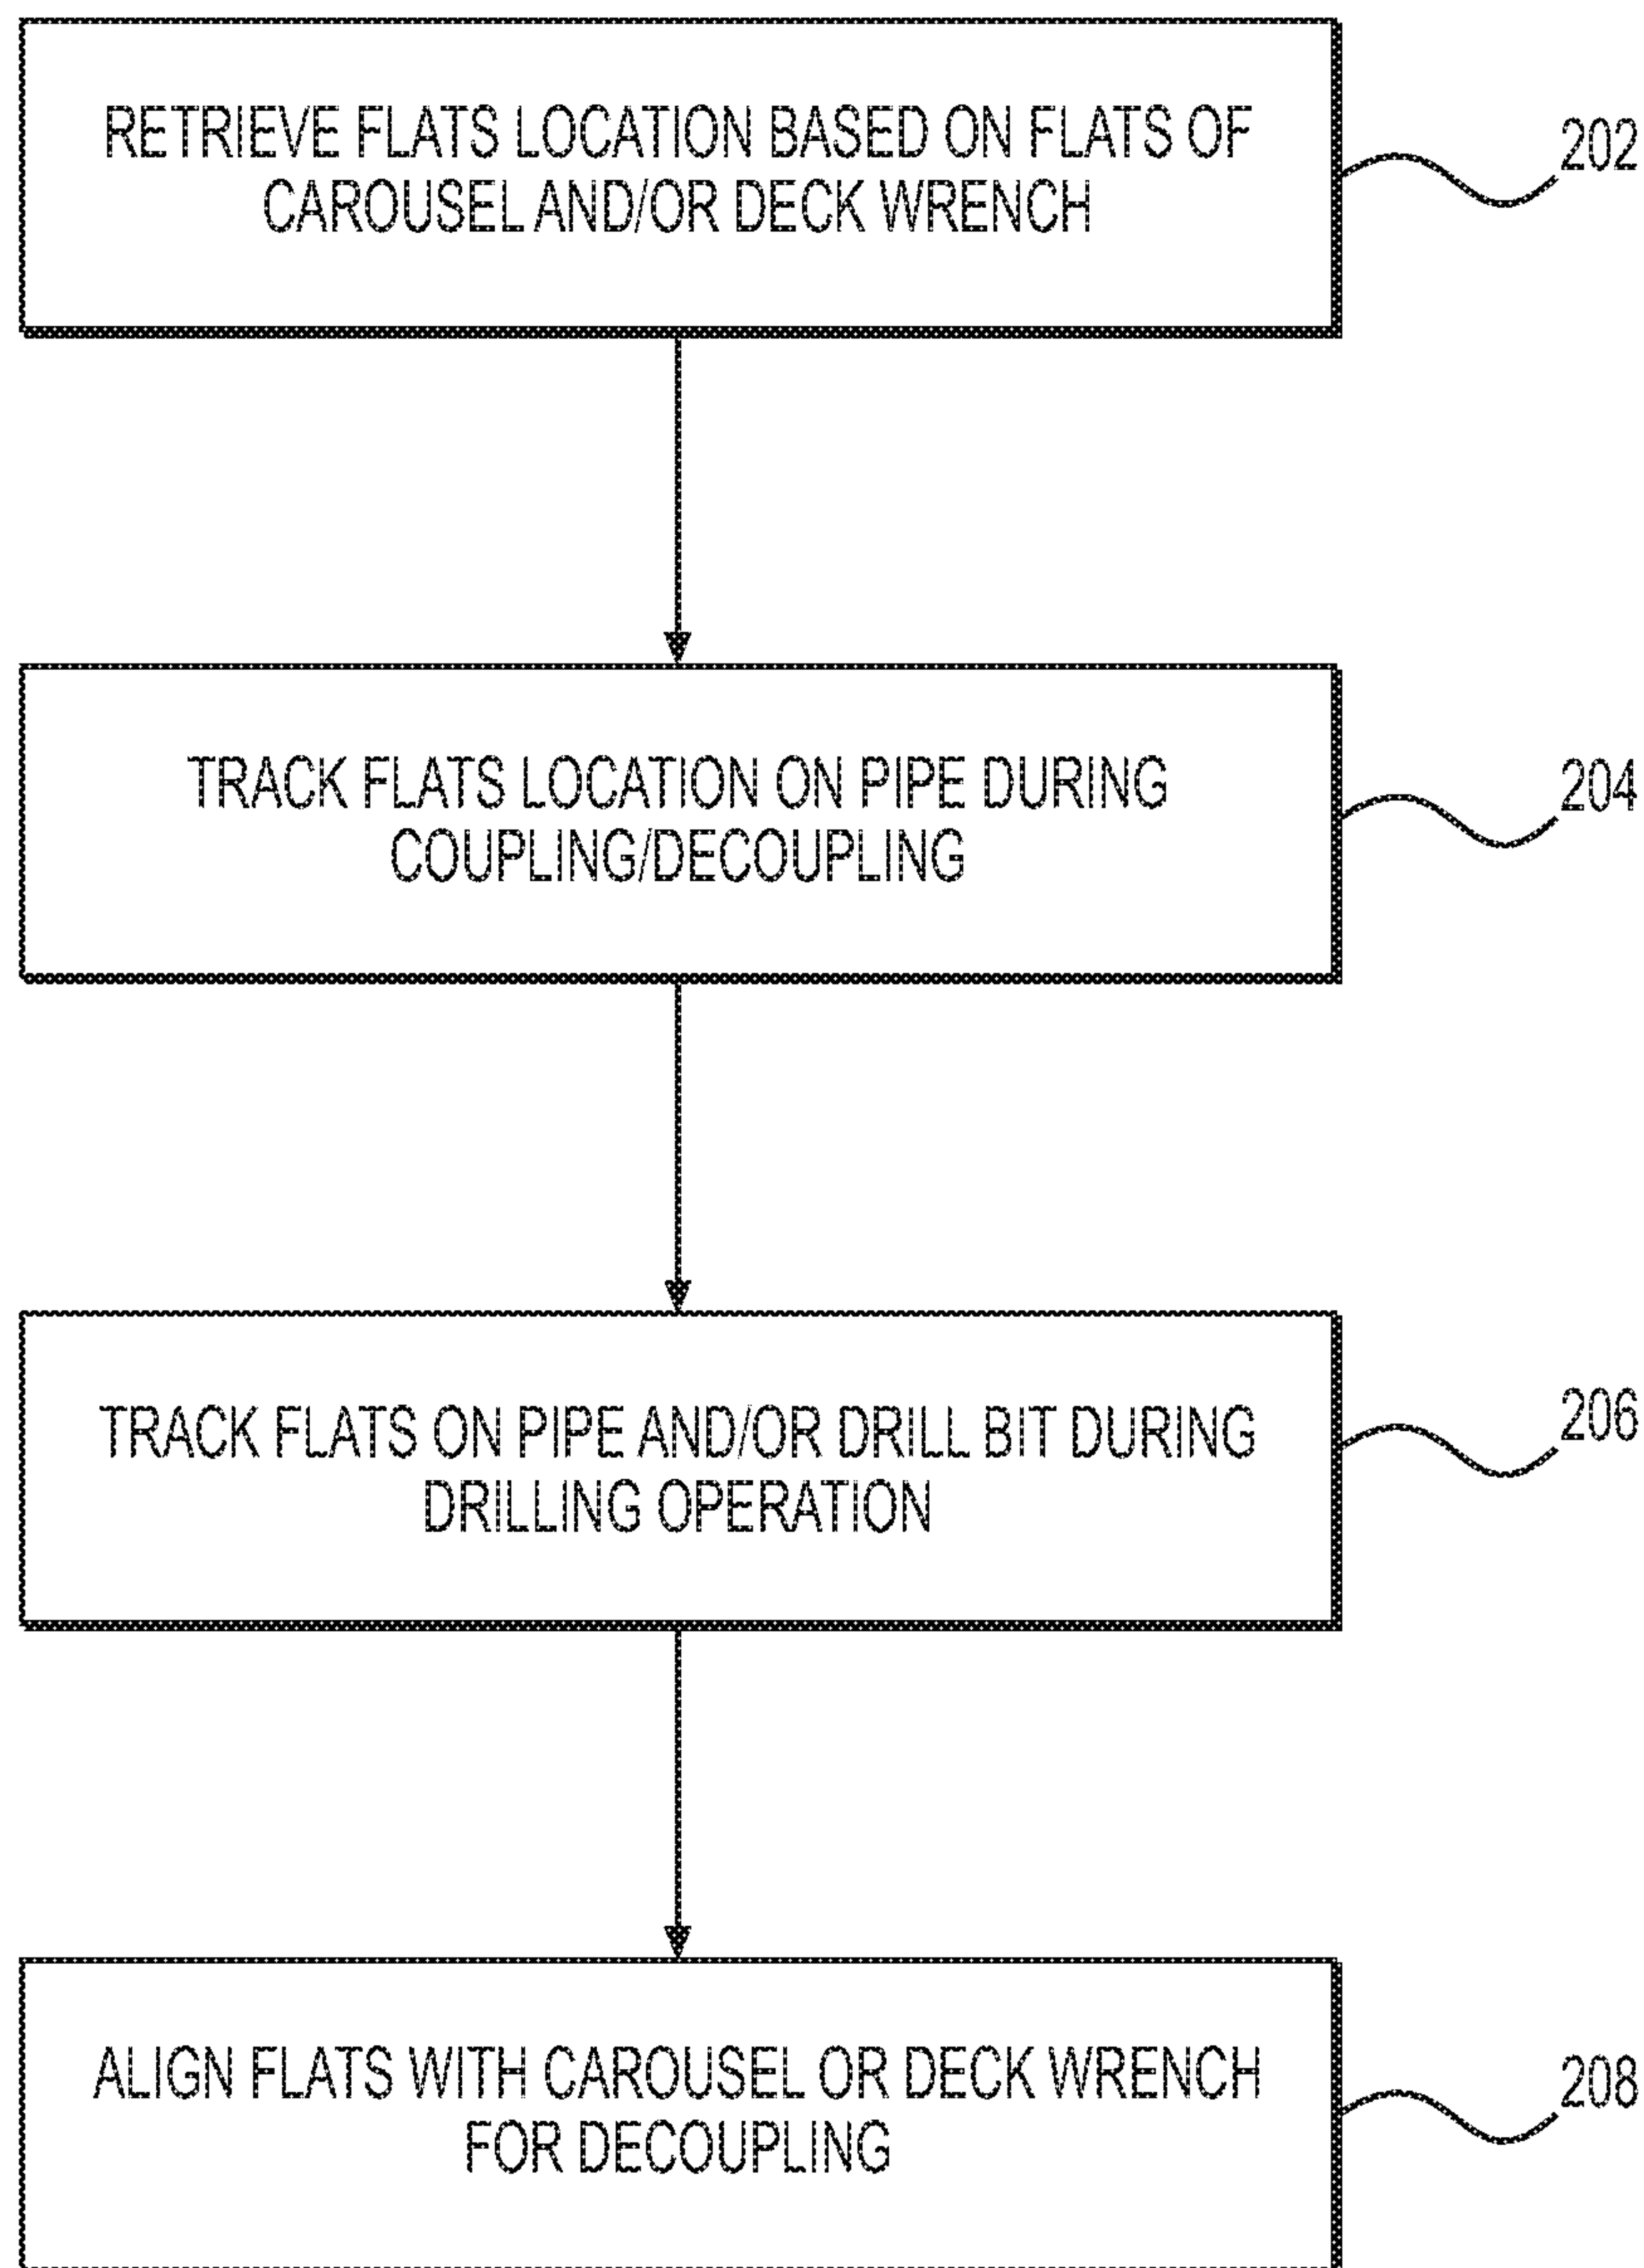 RETRIEVE FLATS LOCATION BASED ON FLATS OF
CAROUSEL AND/OR DECK WRENCH
202
TRACK FLATS LOCATION ON PIPE DURING
COUPLING/DECOUPLING
204
TRACK FLATS ON PIPE AND/OR DRILL BIT DURING
DRILLING OPERATION
206
ALIGN FLATS WITH CAROUSEL OR DECK WRENCH
FOR DECOUPLING
208